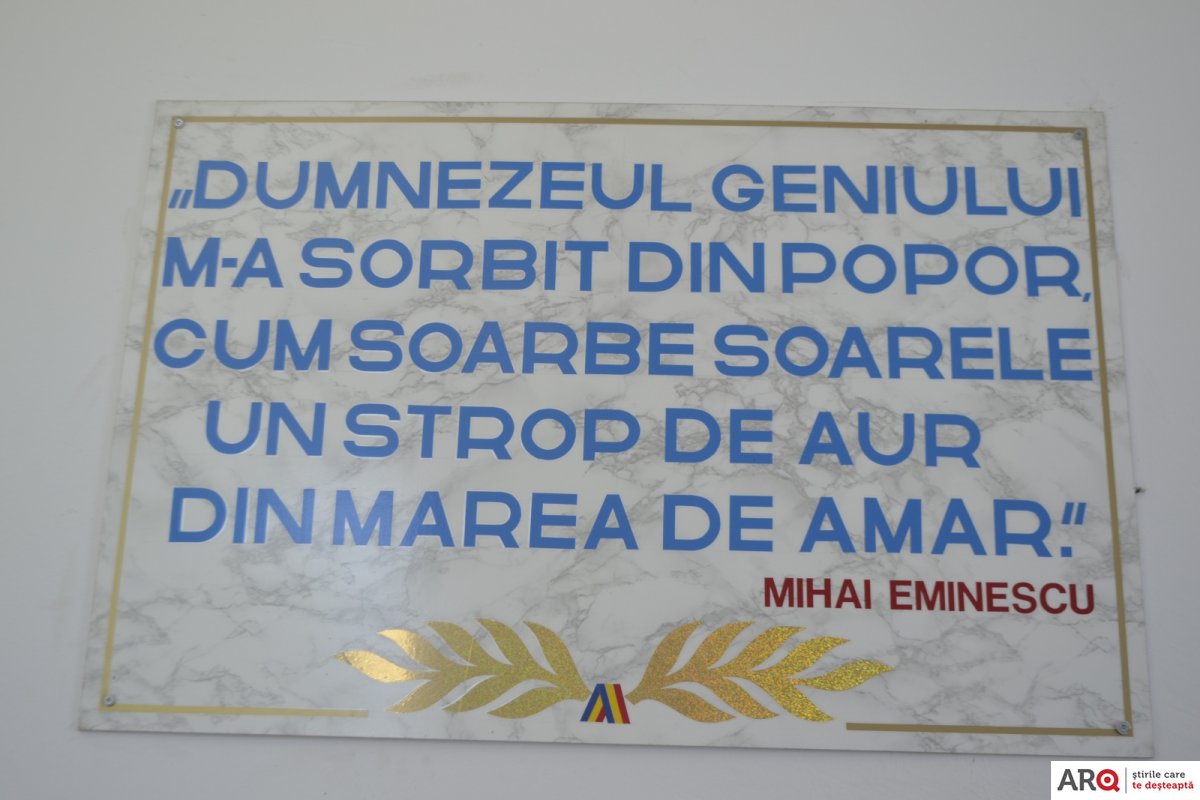 „DUMNEZEUL GENIULUI
M-A SORBIT DIN POPOR,
CUM SOARBE SOARELE
UN STROP DE AUR
DIN MAREA DE AMAR.“
MIHAI EMINESCU
ARQ
știrile care
te deșteaptă